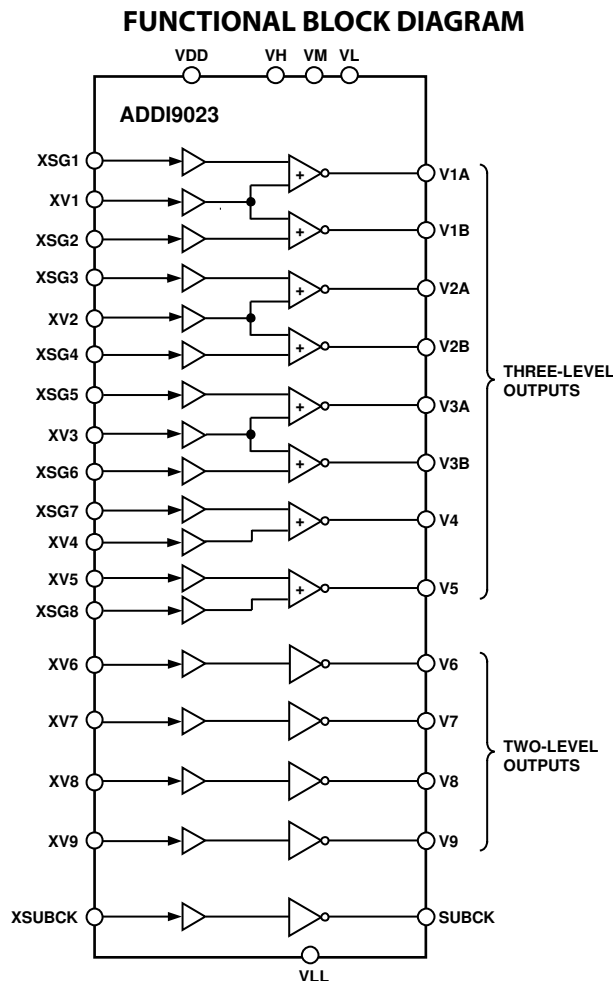 FUNCTIONAL BLOCK DIAGRAM
VDD VH VM VL
ADDI9023
XSG1
+
V1A
XV1
+
V1B
XSG2
XSG3
+
V2A
XV2
+
V2B
XSG4
XSG5
+
V3A
XV3
+
V3B
XSG6
XSG7
+
V4
XV4
XV5
+
V5
XSG8
THREE-LEVEL
OUTPUTS
XV6
V6
XV7
V7
XV8
V8
XV9
V9
TWO-LEVEL
OUTPUTS
XSUBCK
SUBCK
VLL